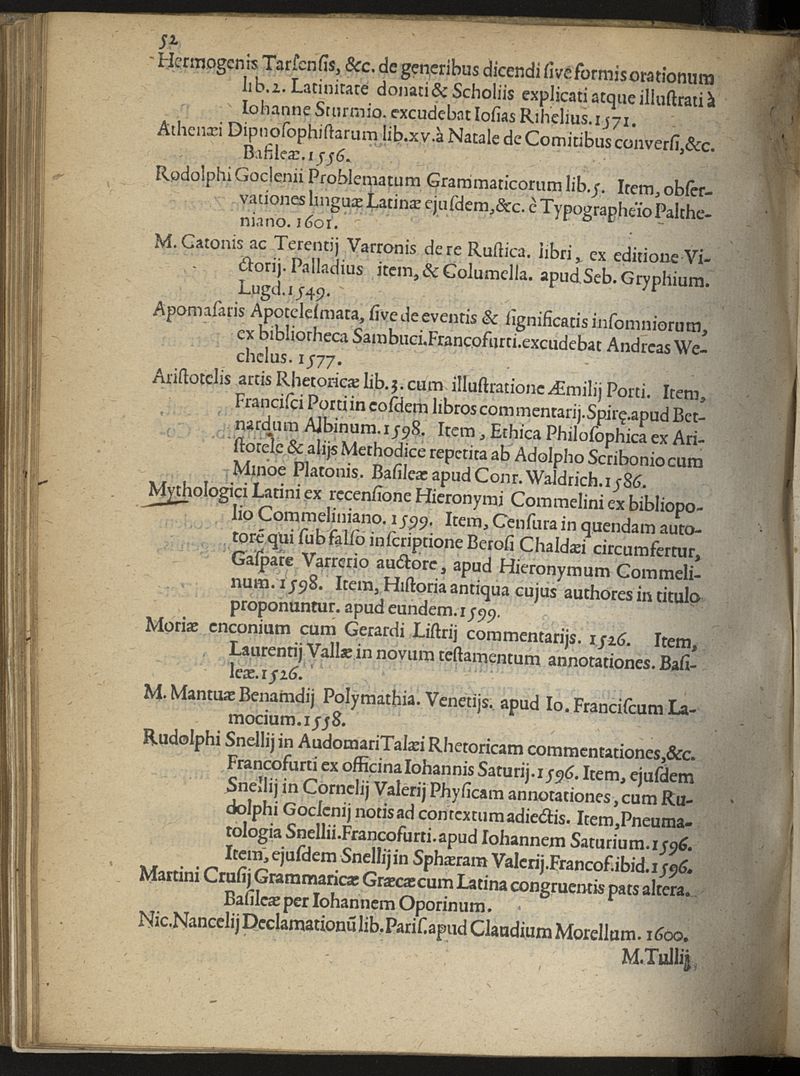 52
Hermogenis Tarsensis, &c. de generibus dicendi siveformis orationum
lib. 2. Latinitate donati & Scholiis explicati atque illustrati à
Iohanne Sturmio. excudebat Iosias Rihelius. 1571.
Athenæi Dipnosophistarum lib. xv. à Natale de Comitibus conversi, &c.
Basileæ. 1556.
Rodolphi Goclenii Problematum Grammaticorum lib. 5. Item, obser-
vationes linguæ Latinæ ejusdem, &c. è Typographeïo Palthe-
niano. 1601.
M. Catonis ac Terentij Varronis de re Rustica. libri, ex editione Vi-
ctorij. Palladius item, & Columella. apud Seb. Gryphium.
Lugd. 1549.
Apomasaris Apotelesmata, sive de eventis & significatis insomniorum,
ex bibliotheca Sambuci. Francofurti. excudebat Andreas We-
chelus. 1577.
Aristotelis artis Rhetoricæ lib. 3. cum illustratione Æmilij Porti. Item,
Francisci Porti in eosdem libros commentarij. Spirę. apud Ber-
nardum Albinum. 1598. Item, Ethica Philosophica ex Ari-
stotele & alijs Methodice repetita ab Adolpho Scribonio cum
Minoe Platonis. Basileæ apud Conr. Waldrich. 1586.
Mythologici Latini ex recensione Hieronymi Commelini ex bibliopo-
lio Commeliniano. 1599. Item, Censura in quendam auto-
torē qui sub falso inscriptione Berosi Chaldæi circumfertur,
Gaspare Varrerio auctore, apud Hieronymum Commeli-
num. 1598. Item, Historia antiqua cujus authores in titulo
proponuntur. apud eundem. 1599.
Moriæ enconium cum Gerardi Listrij commentarijs. 1526. Item,
Laurentij Vallæ in novum testamentum annotationes. Basi-
leæ. 1526.
M. Mantuæ Benamdij Polymathia. Venetijs. apud Io. Franciscum La-
mocium. 1558.
Rudolphi Snellij in Audomari Talæi Rhetoricam commentationes, &c.
Francofurti ex officina Iohannis Saturij. 1596. Item, ejusdem
Snellij in Cornelij Valerij Physicam annotationes, cum Ru-
dolphi Goclenij notis ad contextum adiectis. Item, Pneuma-
tologia Snellii. Francofurti. apud Iohannem Saturium. 1596.
Item, ejusdem Snellij in Sphæram Valerij. Francof. ibid. 1596.
Martini Crusij Grammaticæ Græcæ cum Latina congruentis pars altera.
Basileæ per Iohannem Oporinum.
Nic. Nancelij Declamationū lib. Paris. apud Claudium Morellum. 1600.
M. Tullij